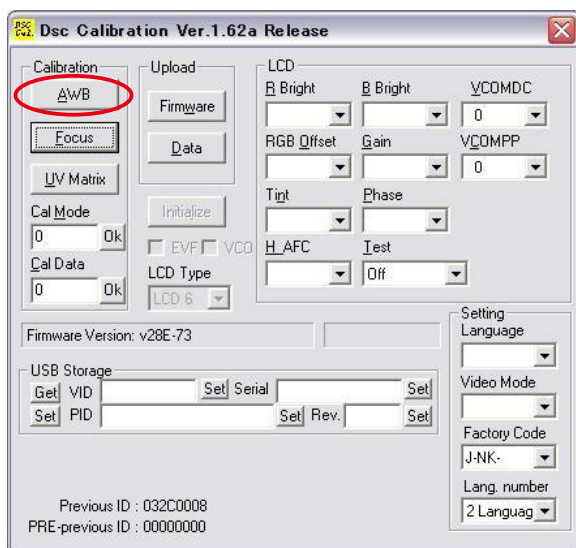 DSC CAL. Dsc Calibration Ver.1.62a Release
Calibration
AWB
Focus
UV Matrix
Cal Mode
0 Ok
Cal Data
0 Ok
Upload
Firmware
Data
Initialize
EVF VCO
LCD Type
LCD 6
LCD
R Bright B Bright VCOMDC
0
RGB Offset Gain VCOMPP
0
Tint Phase
H_AFC Test
Off
Firmware Version: v28E-73
USB Storage
Get VID Set Serial Set
Set PID Set Rev. Set
Previous ID : 032C0008
PRE-previous ID : 00000000
Setting
Language
Video Mode
Factory Code
J-NK-
Lang. number
2 Languag